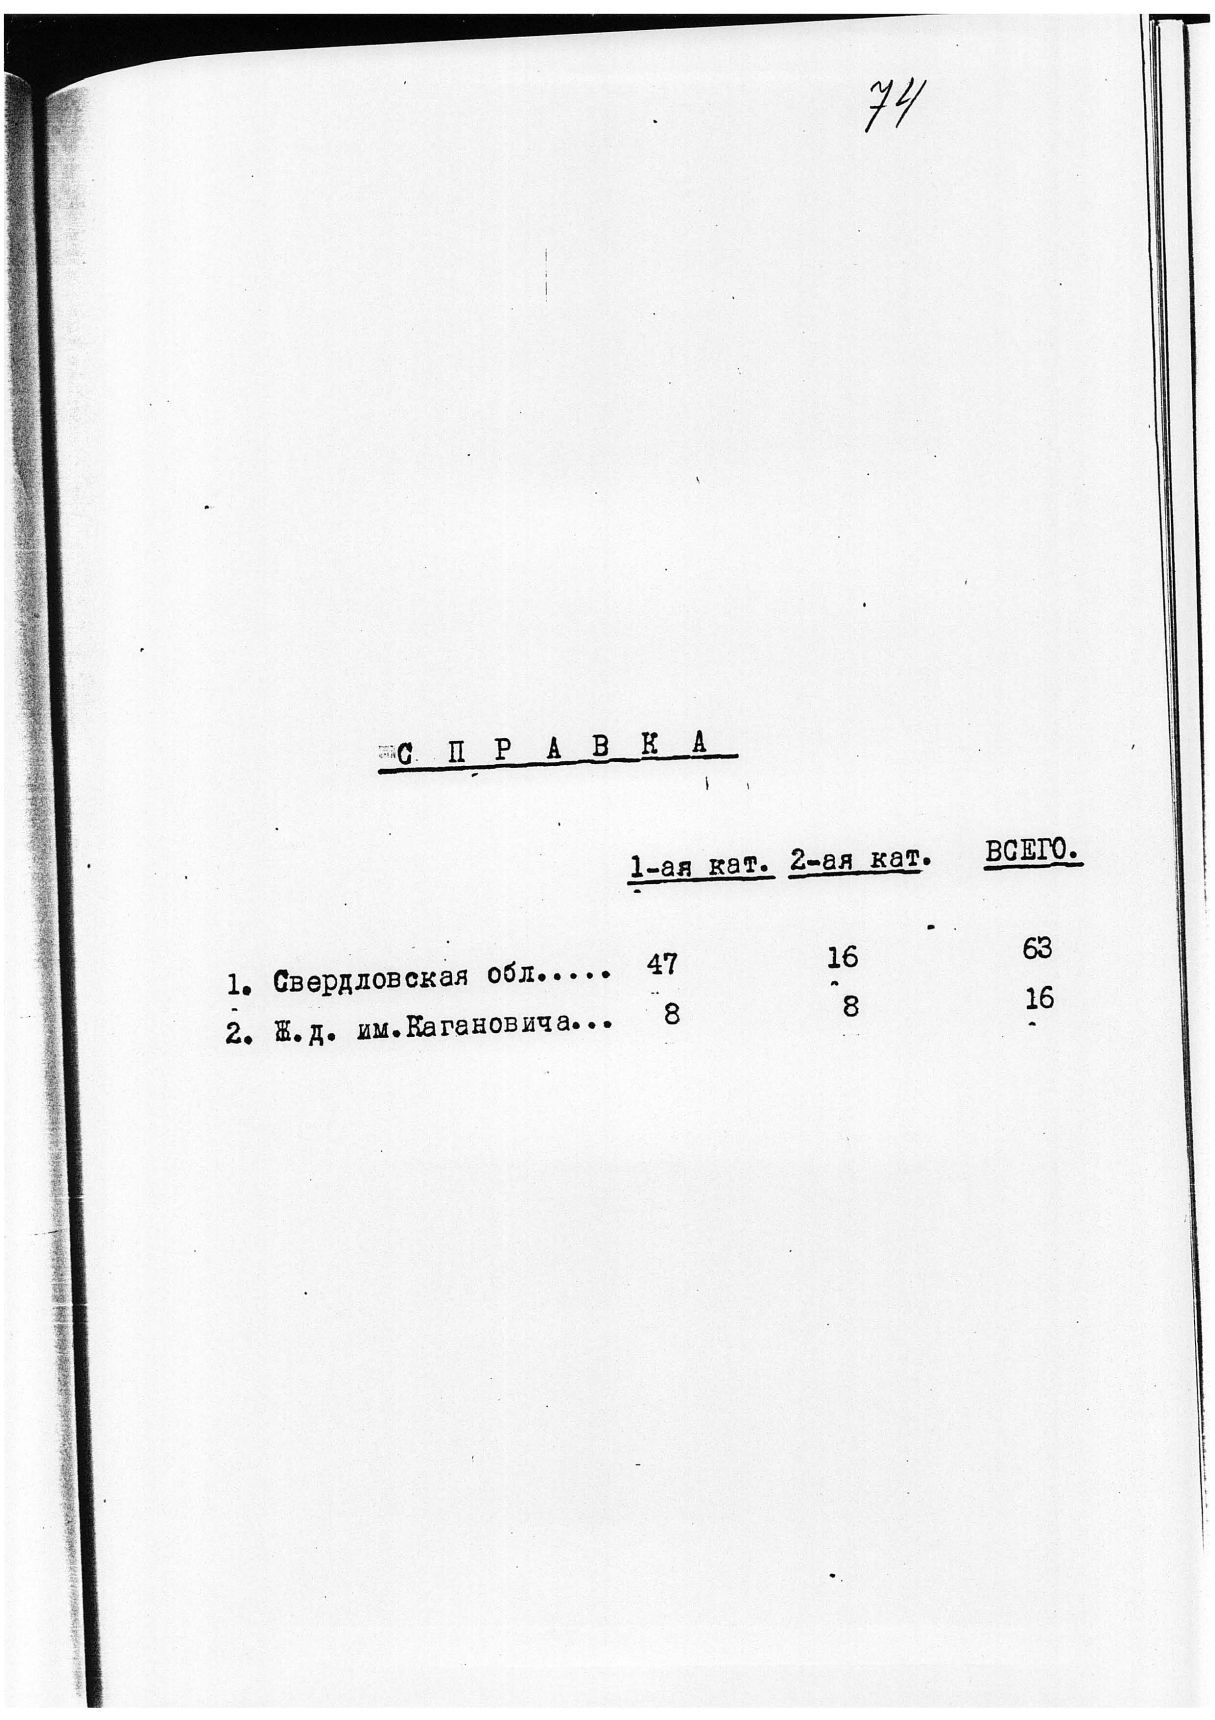 74
С П Р А В К А
1-ая кат. 2-ая кат. ВСЕГО.
1. Свердловская обл..... 47 16 63
2. Ж.д. им.Кагановича... 8 8 16